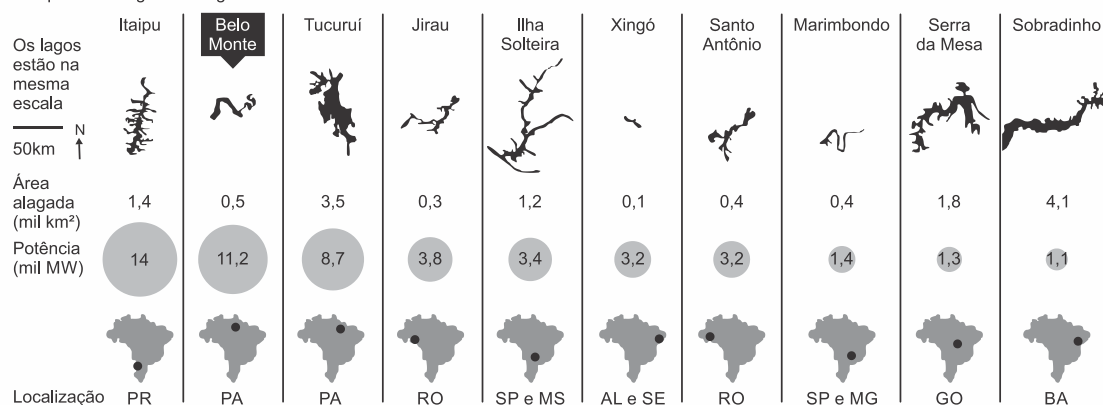 Itaipu
Belo
Monte
Tucuruí
Jirau
Ilha
Solteira
Xingó
Santo
Antônio
Marimbondo
Serra
da Mesa
Sobradinho
Os lagos
estão na
mesma
escala
N
50km
Área
alagada
(mil km²)
1,4 0,5 3,5 0,3 1,2 0,1 0,4 0,4 1,8 4,1
Potência
(mil MW)
14 11,2 8,7 3,8 3,4 3,2 3,2 1,4 1,3 1,1
Localização PR PA PA RO SP e MS AL e SE RO SP e MG GO BA